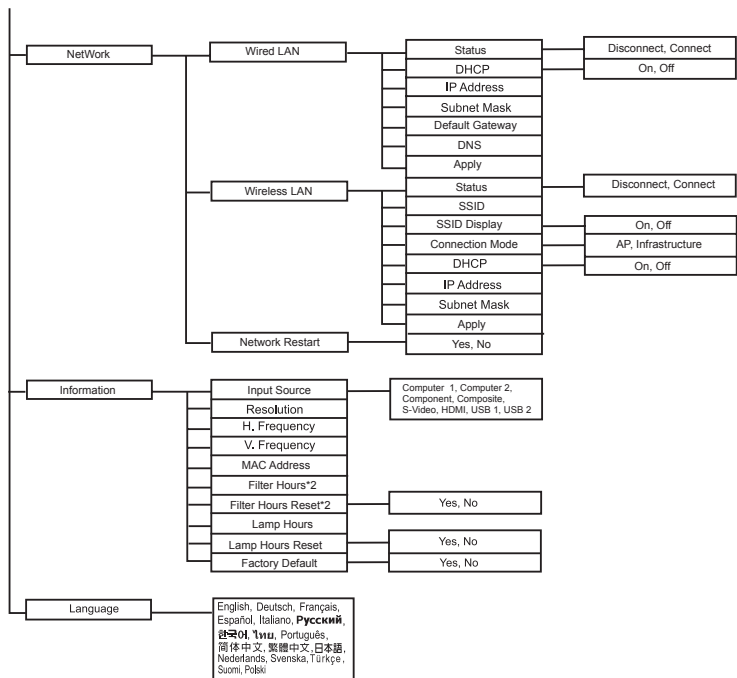 NetWork
Wired LAN
Status
Disconnect, Connect
DHCP
On, Off
IP Address
Subnet Mask
Default Gateway
DNS
Apply
Wireless LAN
Status
Disconnect, Connect
SSID
SSID Display
On, Off
Connection Mode
AP, Infrastructure
DHCP
On, Off
IP Address
Subnet Mask
Apply
Network Restart
Yes, No
Information
Input Source
Computer 1, Computer 2,
Component, Composite,
S-Video, HDMI, USB 1, USB 2
Resolution
H. Frequency
V. Frequency
MAC Address
Filter Hours*2
Filter Hours Reset*2
Yes, No
Lamp Hours
Lamp Hours Reset
Yes, No
Factory Default
Yes, No
Language
English, Deutsch, Français,
Español, Italiano, Русский,
한국어, ไทย, Português,
简体中文, 繁體中文, 日本語,
Nederlands, Svenska, Türkçe,
Suomi, Polski